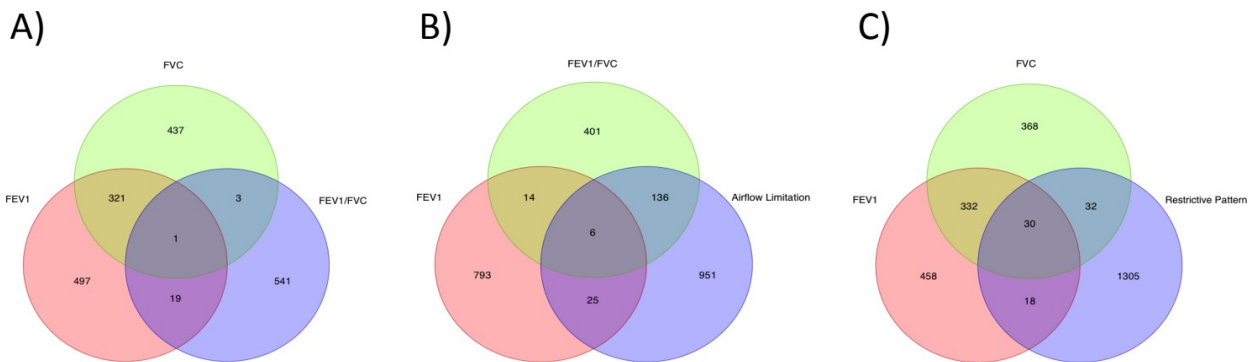 A)
FVC
437
FEV1
321
3
FEV1/FVC
1
497
19
541
B)
FEV1/FVC
401
FEV1
14
136
Airflow Limitation
6
793
25
951
C)
FVC
368
FEV1
332
32
Restrictive Pattern
30
458
18
1305